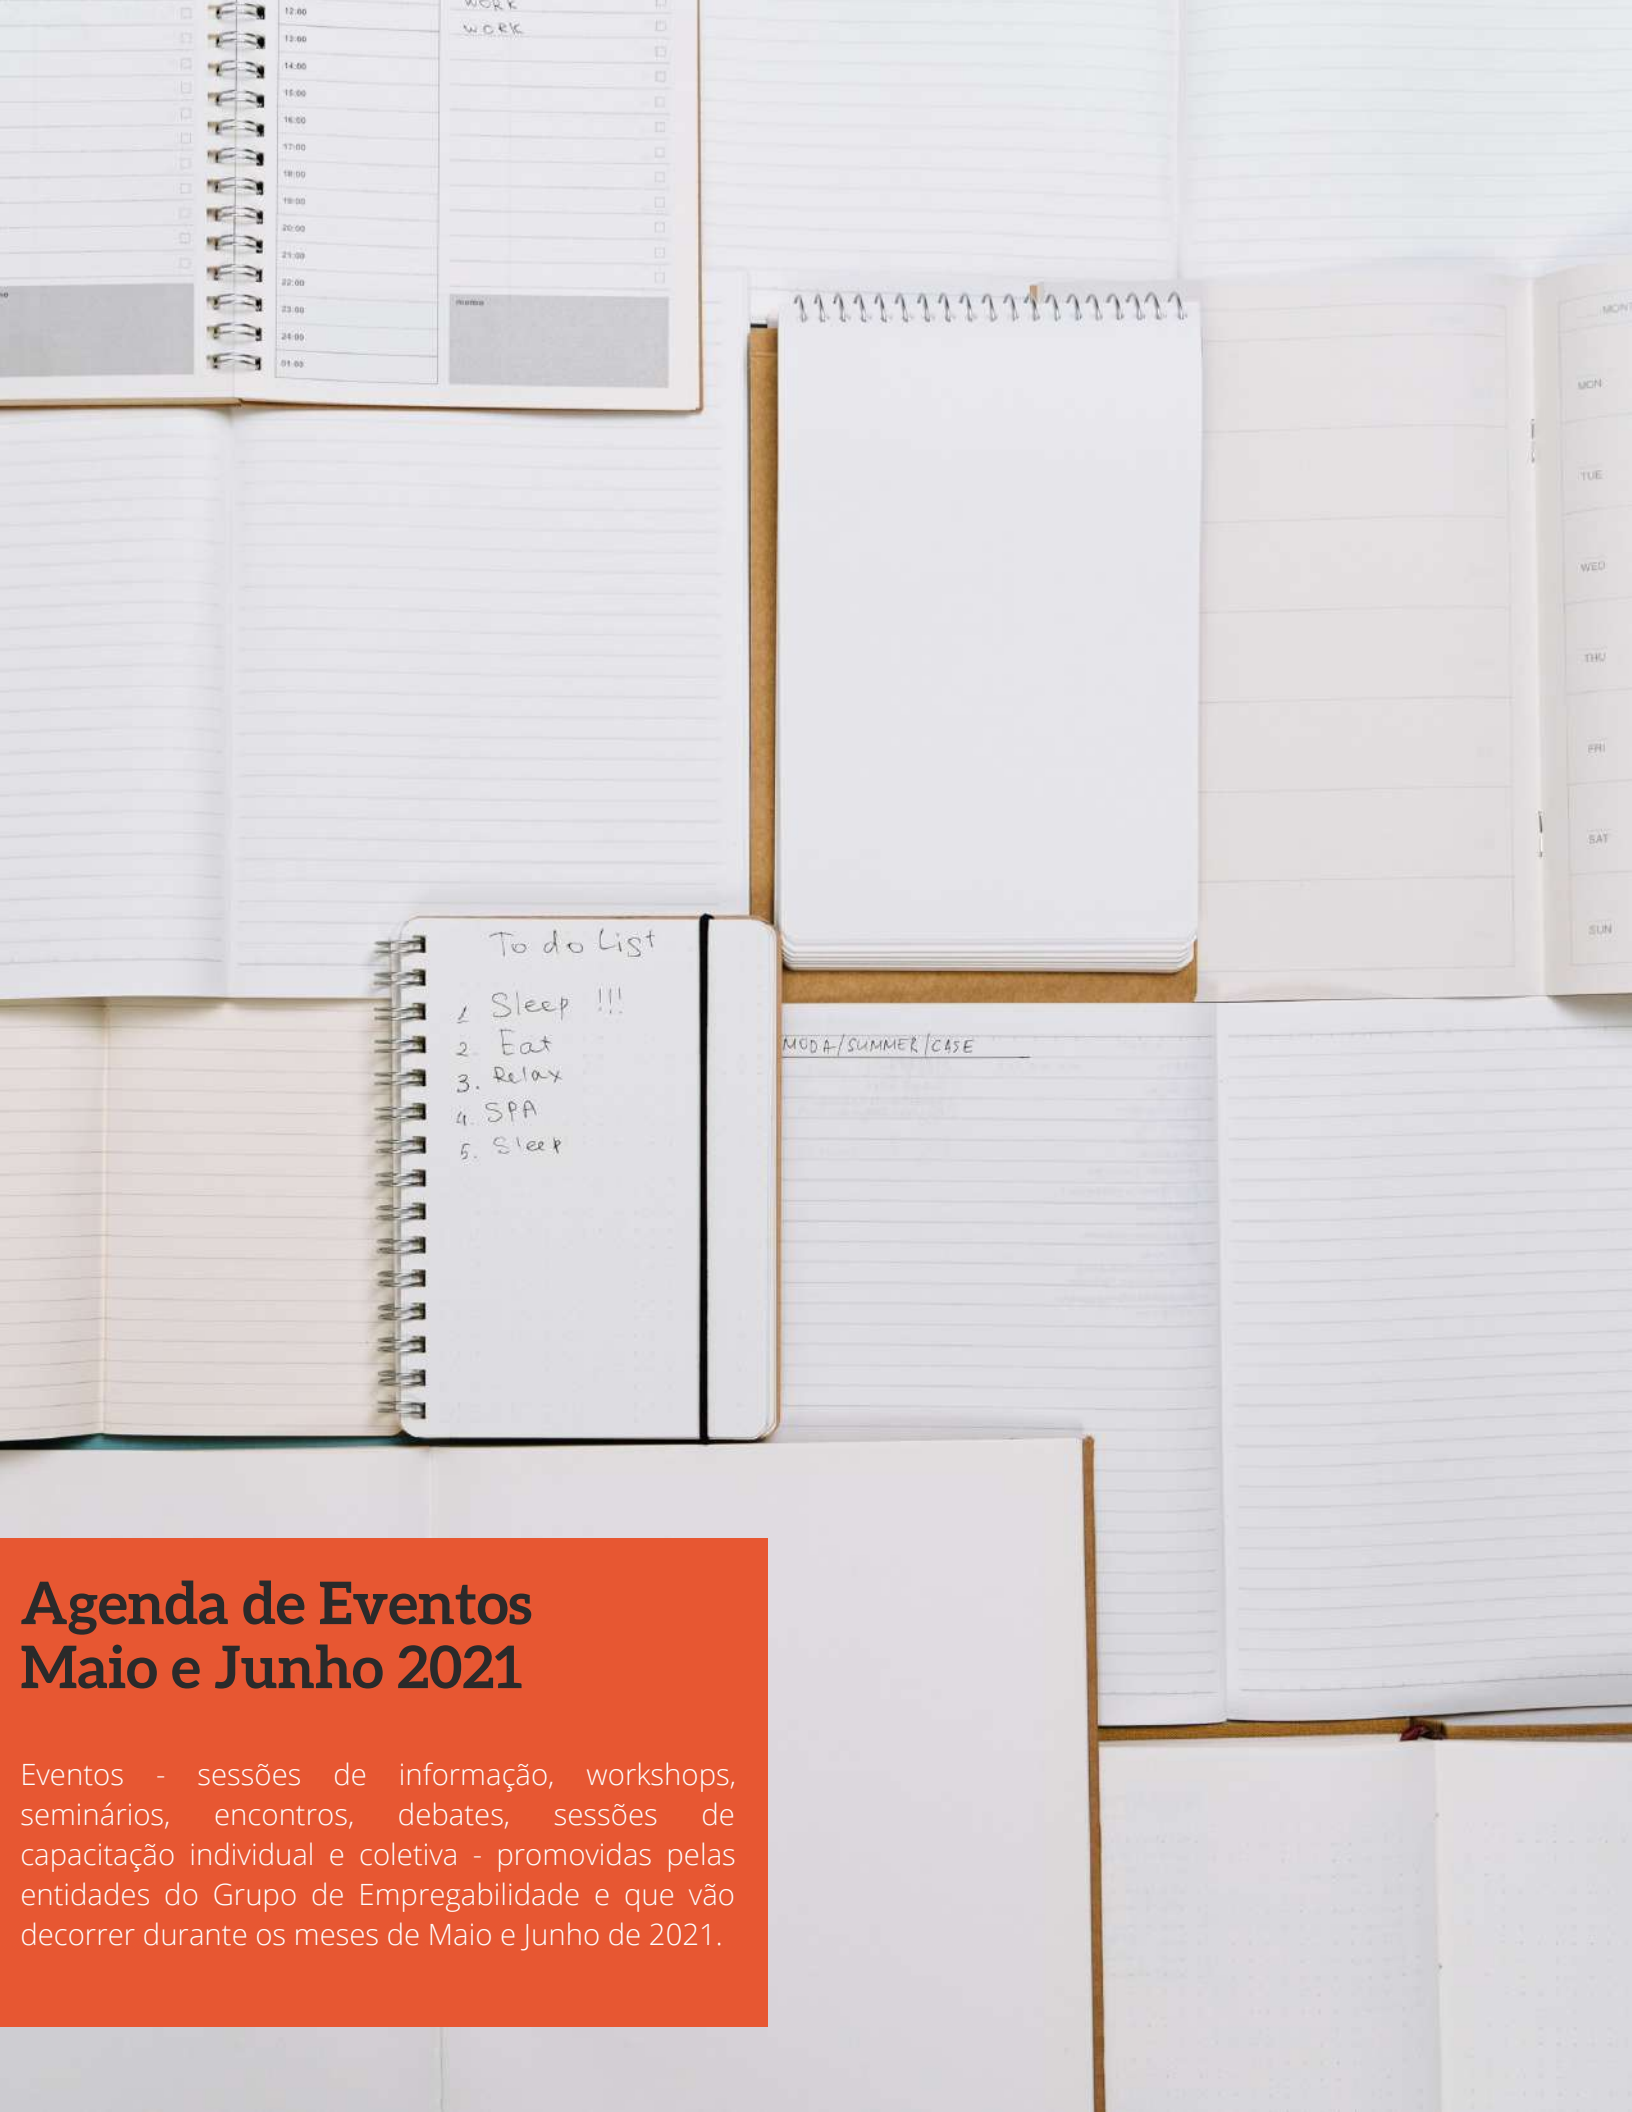 WORK
WORK
12:00
13:00
14:00
15:00
16:00
17:00
18:00
19:00
20:00
21:00
22:00
23:00
24:00
01:00
memo
MON
TUE
WED
THU
FRI
SAT
SUN
To do List
1 Sleep !!!
2. Eat
3. Relax
4. SPA
5. Sleep
MODA/SUMMER/CASE
Agenda de Eventos
Maio e Junho 2021
Eventos - sessões de informação, workshops,
seminários, encontros, debates, sessões de
capacitação individual e coletiva - promovidas pelas
entidades do Grupo de Empregabilidade e que vão
decorrer durante os meses de Maio e Junho de 2021.